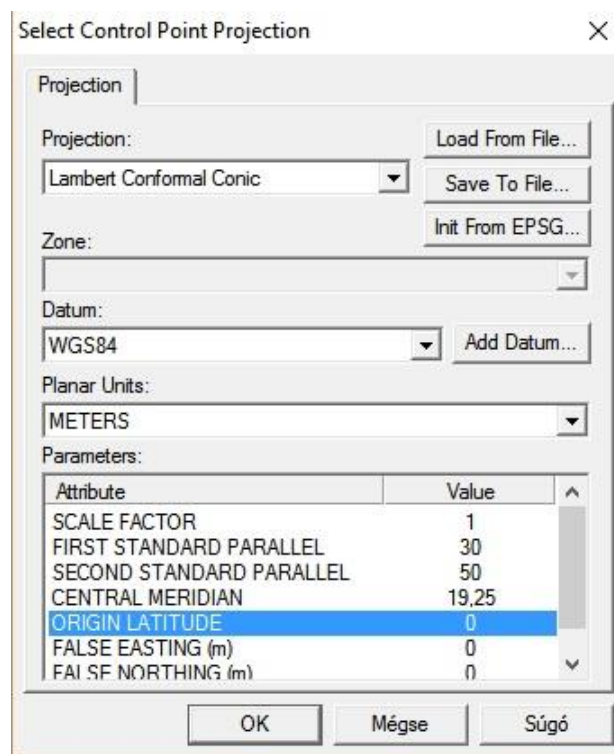 Select Control Point Projection
Projection
Projection:
Load From File...
Lambert Conformal Conic
Save To File...
Init From EPSG...
Zone:
Datum:
WGS84
Add Datum...
Planar Units:
METERS
Parameters:
Attribute Value
SCALE FACTOR 1
FIRST STANDARD PARALLEL 30
SECOND STANDARD PARALLEL 50
CENTRAL MERIDIAN 19,25
ORIGIN LATITUDE 0
FALSE EASTING (m) 0
FALSE NORTHING (m) 0
OK Mégse Súgó